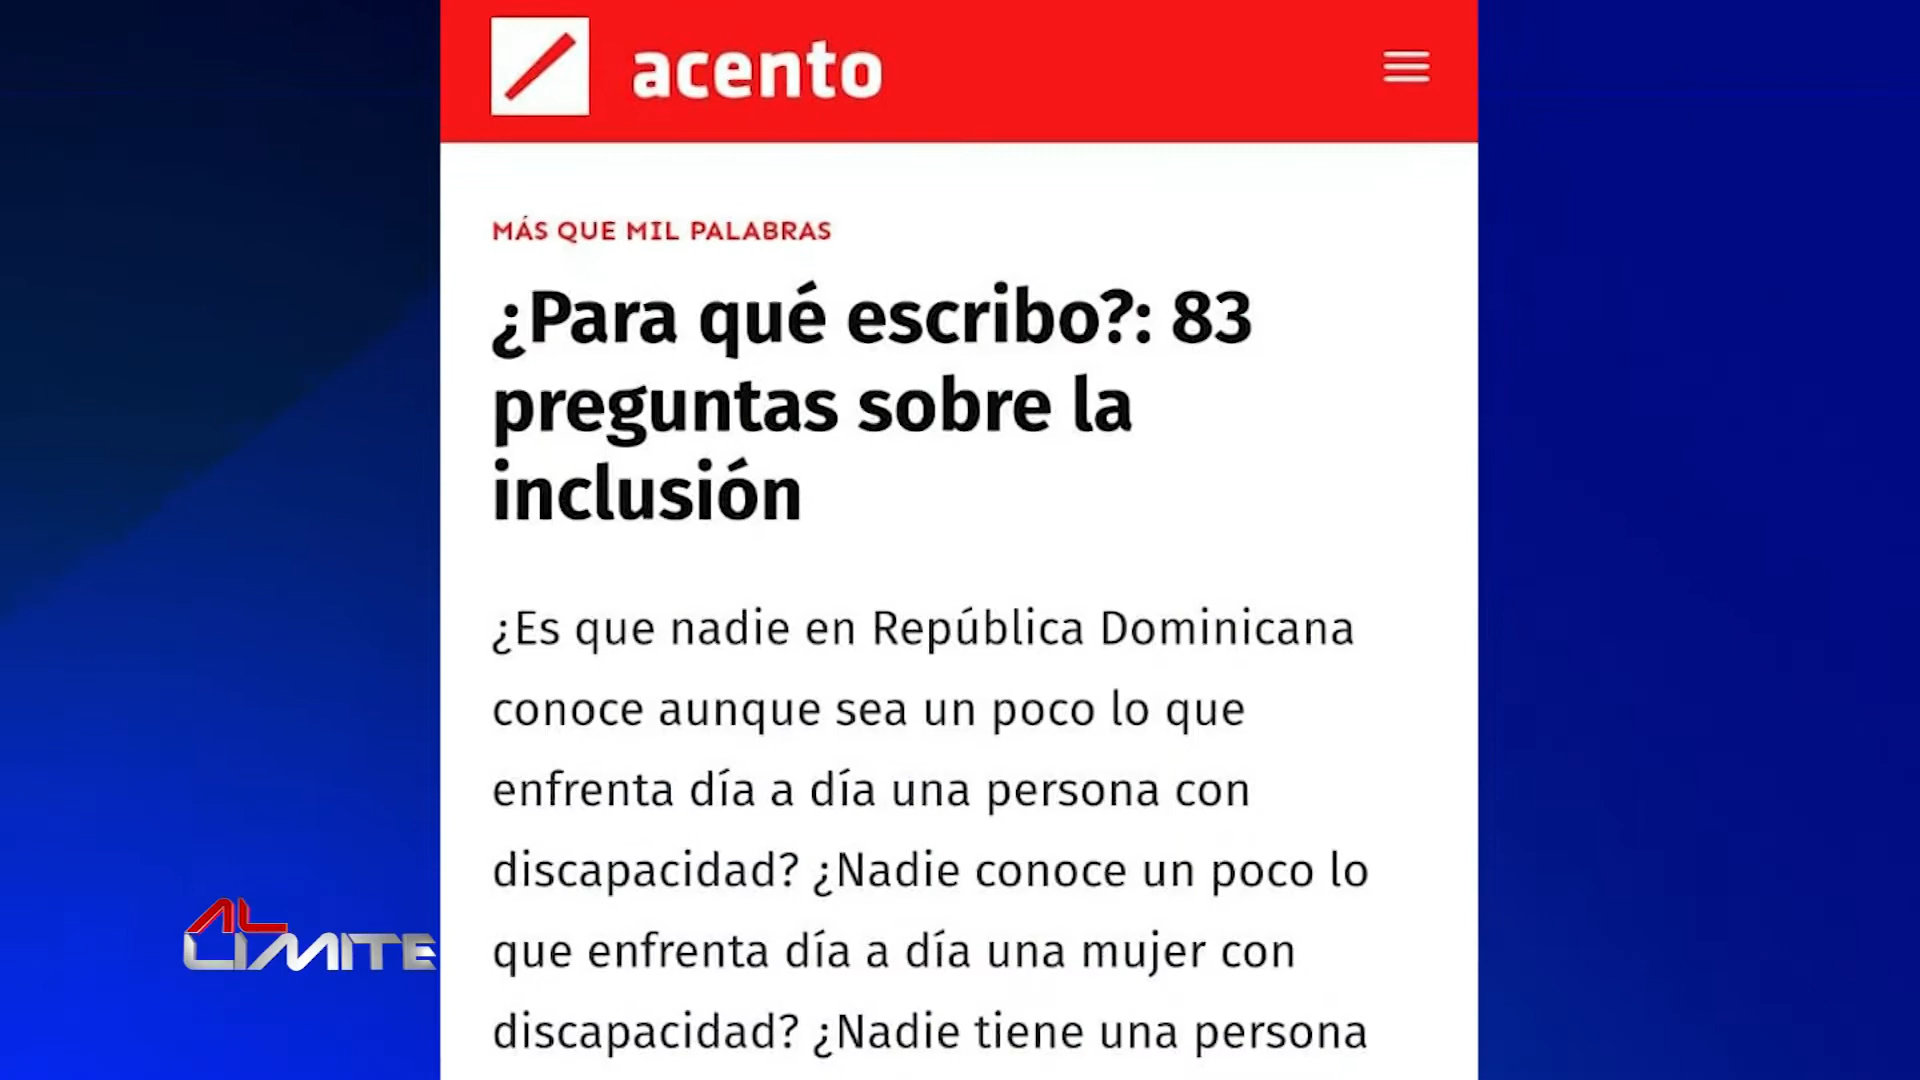 acento
MÁS QUE MIL PALABRAS
¿Para qué escribo?: 83
preguntas sobre la
inclusión
¿Es que nadie en República Dominicana
conoce aunque sea un poco lo que
enfrenta día a día una persona con
discapacidad? ¿Nadie conoce un poco lo
que enfrenta día a día una mujer con
discapacidad? ¿Nadie tiene una persona
AL
LIMITE